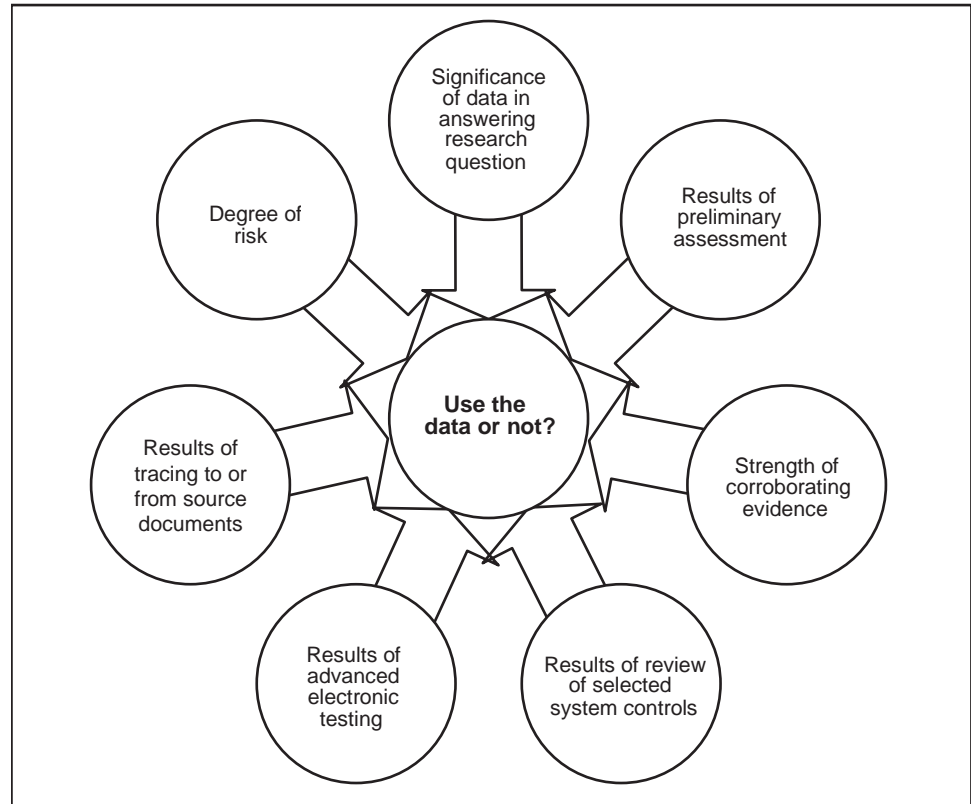 Significance
of data in
answering
research
question
Degree of
risk
Results of
preliminary
assessment
Use the
data or not?
Results of
tracing to or
from source
documents
Strength of
corroborating
evidence
Results of
advanced
electronic
testing
Results of review
of selected
system controls